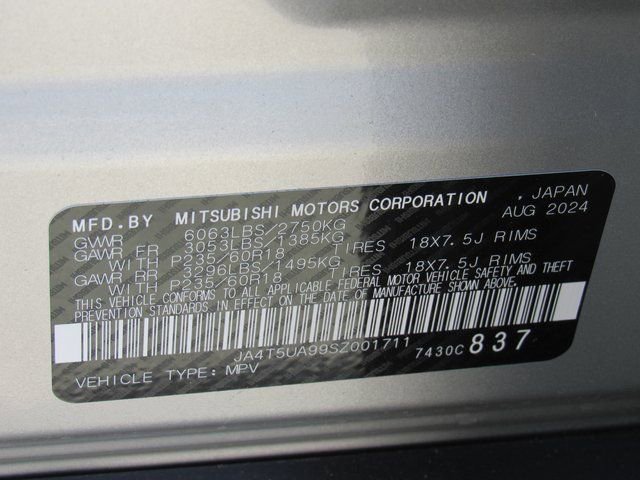 MFD.BY MITSUBISHI MOTORS CORPORATION , JAPAN
GVWR 6063LBS/2750KG AUG 2024
GAWR FR 3053LBS/1385KG
WITH P235/60R18 TIRES 18X7.5J RIMS
GAWR RR 3296LBS/1495KG
WITH P235/60R18 TIRES 18X7.5J RIMS
THIS VEHICLE CONFORMS TO ALL APPLICABLE FEDERAL MOTOR VEHICLE SAFETY AND THEFT
PREVENTION STANDARDS IN EFFECT ON THE DATE OF MANUFACTURE SHOWN ABOVE.
JA4T5UA99SZ001711 7430C 837
VEHICLE TYPE: MPV